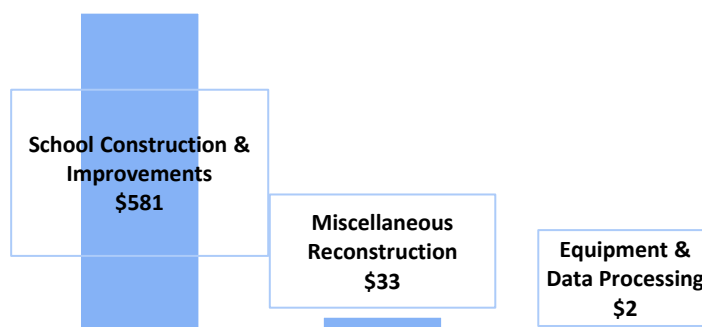 School Construction &
Improvements
$581
Miscellaneous
Reconstruction
$33
Equipment &
Data Processing
$2